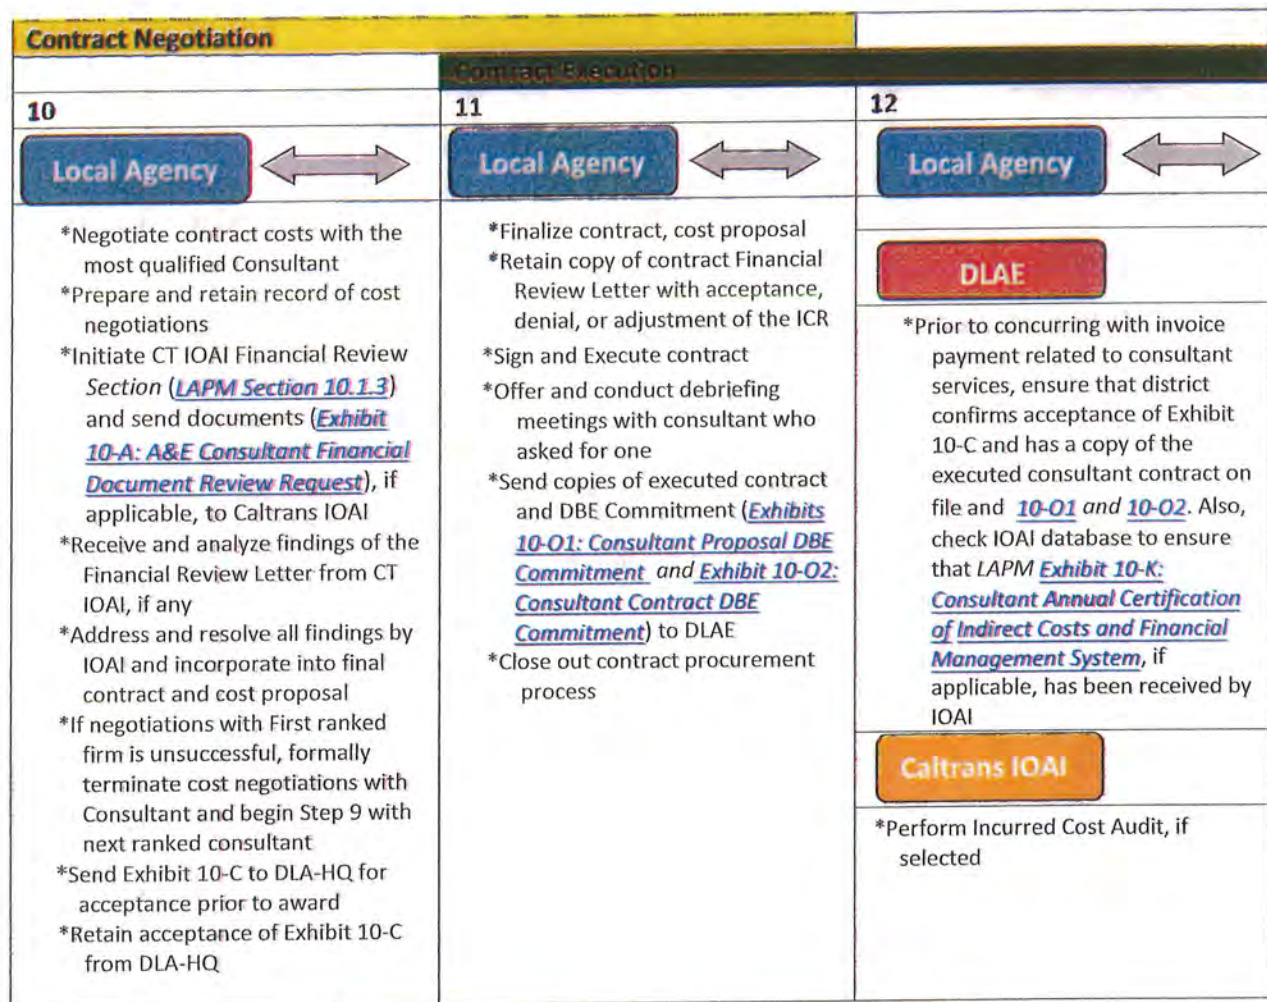 Contract Negotiation
Contract Execution
10
Local Agency
*Negotiate contract costs with the
most qualified Consultant
*Prepare and retain record of cost
negotiations
*Initiate CT IOAI Financial Review
Section (LAPM Section 10.1.3)
and send documents (Exhibit
10-A: A&E Consultant Financial
Document Review Request), if
applicable, to Caltrans IOAI
*Receive and analyze findings of the
Financial Review Letter from CT
IOAI, if any
*Address and resolve all findings by
IOAI and incorporate into final
contract and cost proposal
*If negotiations with First ranked
firm is unsuccessful, formally
terminate cost negotiations with
Consultant and begin Step 9 with
next ranked consultant
*Send Exhibit 10-C to DLA-HQ for
acceptance prior to award
*Retain acceptance of Exhibit 10-C
from DLA-HQ
11
Local Agency
*Finalize contract, cost proposal
*Retain copy of contract Financial
Review Letter with acceptance,
denial, or adjustment of the ICR
*Sign and Execute contract
*Offer and conduct debriefing
meetings with consultant who
asked for one
*Send copies of executed contract
and DBE Commitment (Exhibits
10-O1: Consultant Proposal DBE
Commitment and Exhibit 10-O2:
Consultant Contract DBE
Commitment) to DLAE
*Close out contract procurement
process
12
Local Agency
DLAE
*Prior to concurring with invoice
payment related to consultant
services, ensure that district
confirms acceptance of Exhibit
10-C and has a copy of the
executed consultant contract on
file and 10-O1 and 10-O2. Also,
check IOAI database to ensure
that LAPM Exhibit 10-K:
Consultant Annual Certification
of Indirect Costs and Financial
Management System, if
applicable, has been received by
IOAI
Caltrans IOAI
*Perform Incurred Cost Audit, if
selected